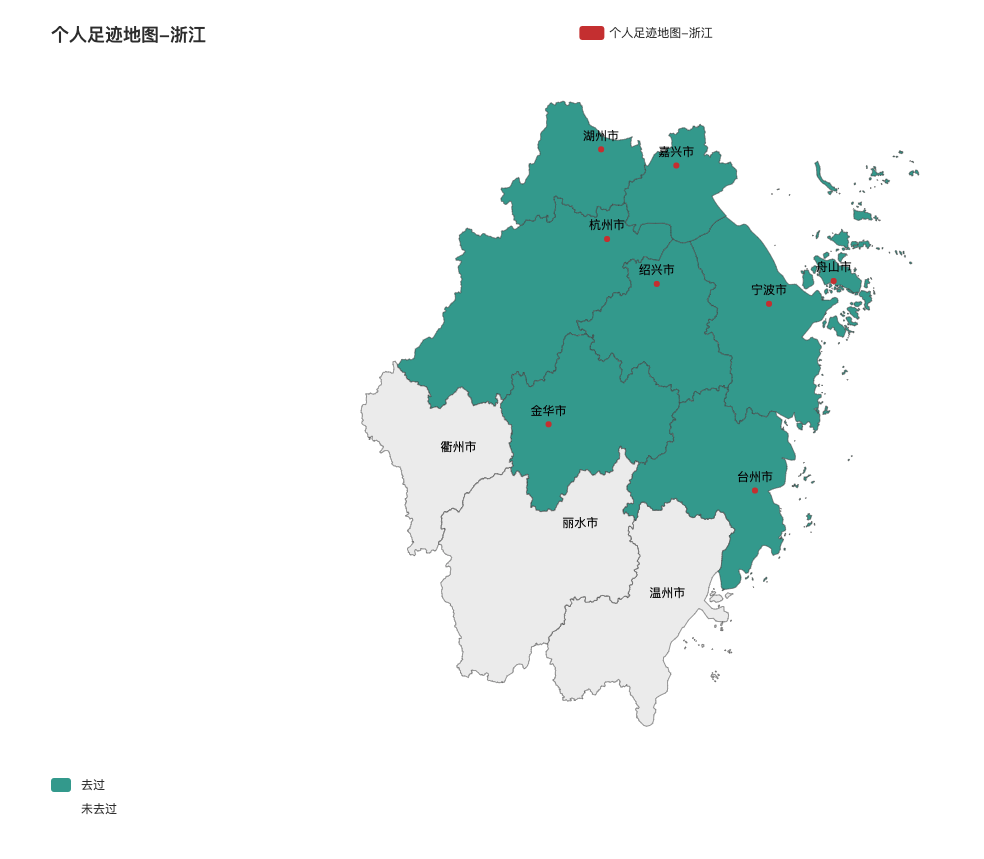 个人足迹地图-浙江
个人足迹地图-浙江
湖州市
嘉兴市
杭州市
绍兴市
舟山市
宁波市
金华市
衢州市
台州市
丽水市
温州市
去过
未去过